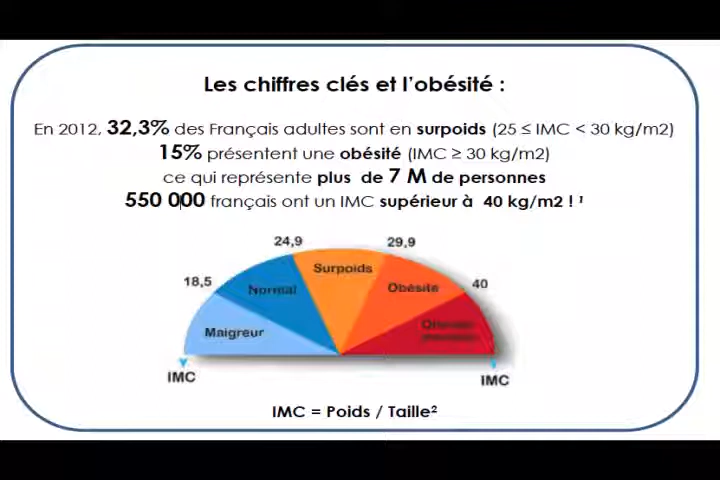 Les chiffres clés et l'obésité :
En 2012, 32,3% des Français adultes sont en surpoids (25 ≤ IMC < 30 kg/m2)
15% présentent une obésité (IMC ≥ 30 kg/m2)
ce qui représente plus de 7 M de personnes
550 000 français ont un IMC supérieur à 40 kg/m2 ! ¹
24,9 29,9
Surpoids
18,5 Normal Obésité 40
Maigreur
IMC IMC
IMC = Poids / Taille²